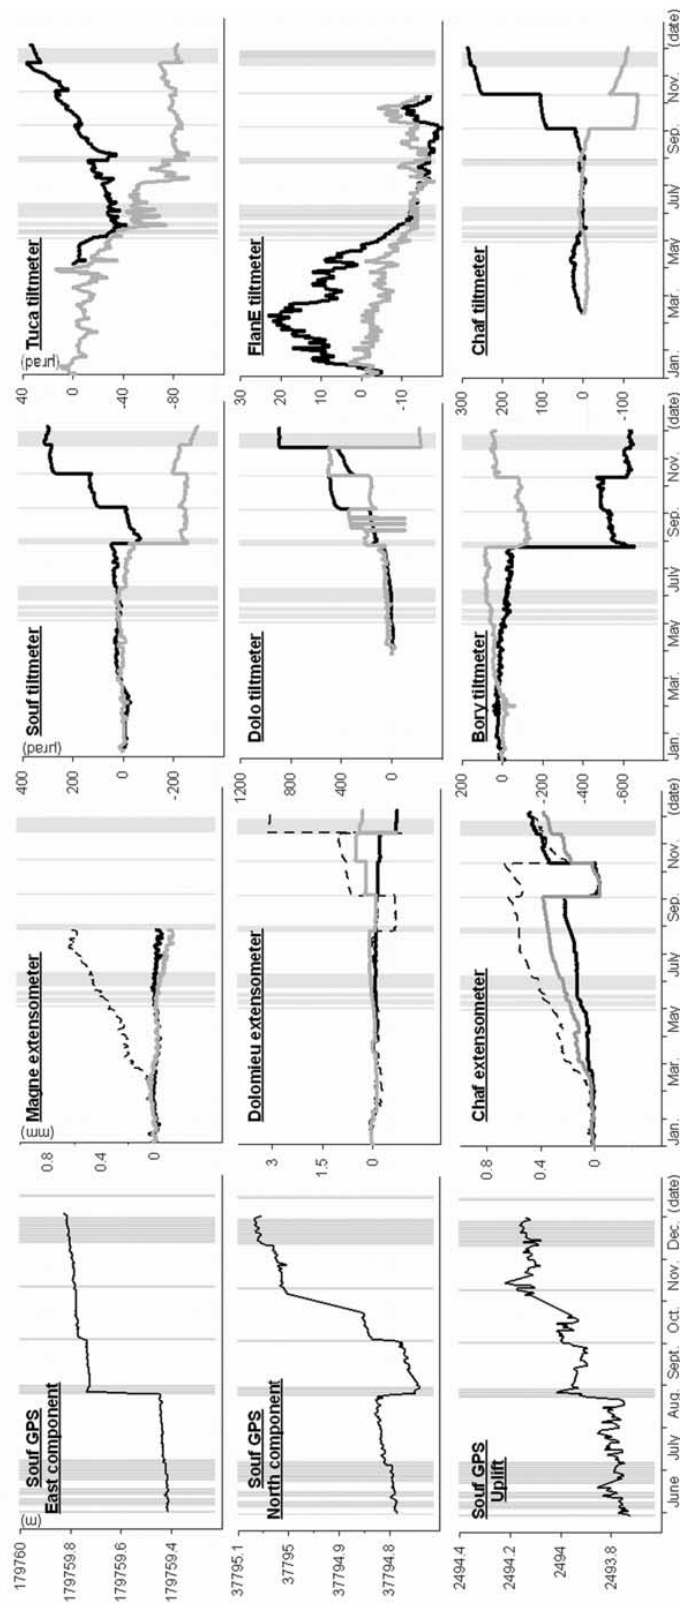 (m)
Souf GPS
East component
179760
179759.8
179759.6
179759.4
(mm)
Magne extensometer
0.8
0.4
0
(µrad)
Souf tiltmeter
400
200
0
-200
(µrad)
Tuca tiltmeter
40
0
-40
-80
Souf GPS
North component
37795.1
37795
37794.9
37794.8
Dolomieu extensometer
3
1.5
0
Dolo tiltmeter
1200
800
400
0
FlanE tiltmeter
30
20
10
0
-10
Souf GPS
Uplift
2494.4
2494.2
2494
2493.8
June July Aug. Sept. Oct. Nov. Dec. (date)
Chaf extensometer
0.8
0.4
0
Jan. Mar. May July Sep. Nov. (date)
Bory tiltmeter
200
0
-200
-400
-600
Jan. Mar. May July Sep. Nov. (date)
Chaf tiltmeter
300
200
100
0
-100
Jan. Mar. May July Sep. Nov. (date)